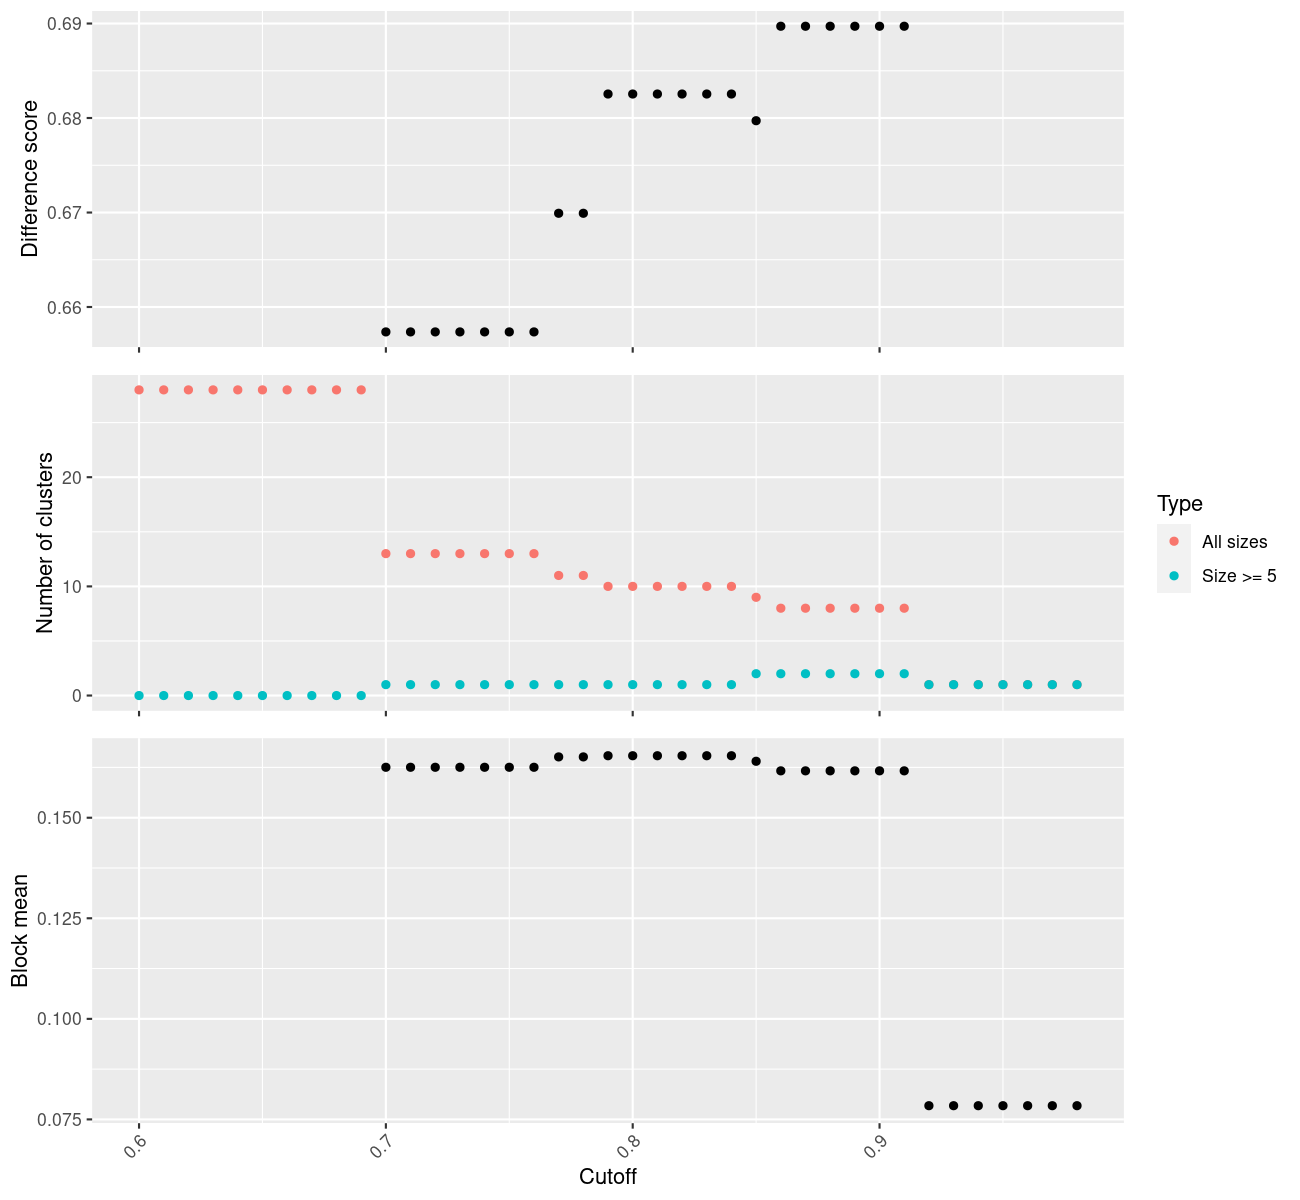 0.69
0.68
0.67
0.66
Difference score
20
10
0
Number of clusters
Type
All sizes
Size >= 5
0.150
0.125
0.100
0.075
Block mean
0.6
0.7
0.8
0.9
Cutoff